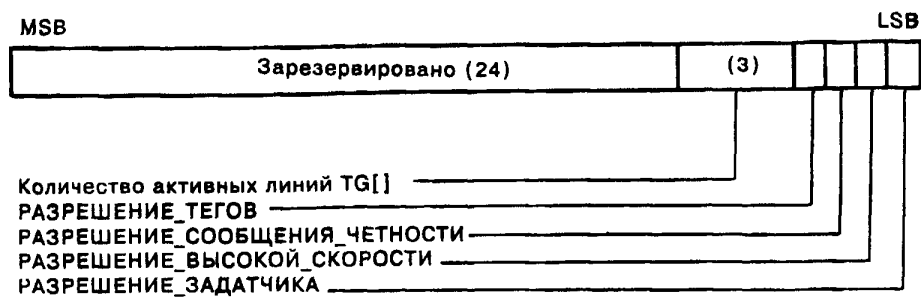 MSB LSB
Зарезервировано (24) (3)
Количество активных линий TG[]
РАЗРЕШЕНИЕ_ТЕГОВ
РАЗРЕШЕНИЕ_СООБЩЕНИЯ_ЧЕТНОСТИ
РАЗРЕШЕНИЕ_ВЫСОКОЙ_СКОРОСТИ
РАЗРЕШЕНИЕ_ЗАДАТЧИКА